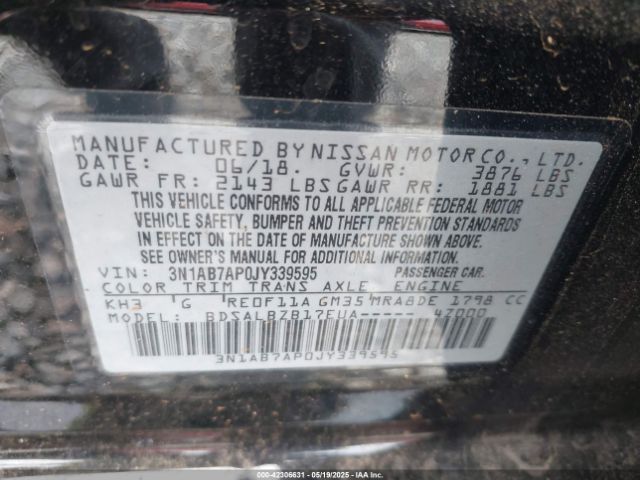 MANUFACTURED BY NISSAN MOTOR CO., LTD.
DATE: 06/18. GVWR: 3876 LBS
GAWR FR: 2143 LBS GAWR RR: 1881 LBS
THIS VEHICLE CONFORMS TO ALL APPLICABLE FEDERAL MOTOR
VEHICLE SAFETY, BUMPER AND THEFT PREVENTION STANDARDS
IN EFFECT ON THE DATE OF MANUFACTURE SHOWN ABOVE.
SEE OWNER'S MANUAL FOR ADDITIONAL INFORMATION.
VIN: 3N1AB7AP0JY339595 PASSENGER CAR.
COLOR TRIM TRANS AXLE ENGINE
KH3 G RE0F11A GM35 MRA8DE 1798 CC
MODEL: BDSALBZB17EUA----- 4Z000
3N1AB7AP0JY339595
000-42306631 - 05/19/2025 - IAAI.COM